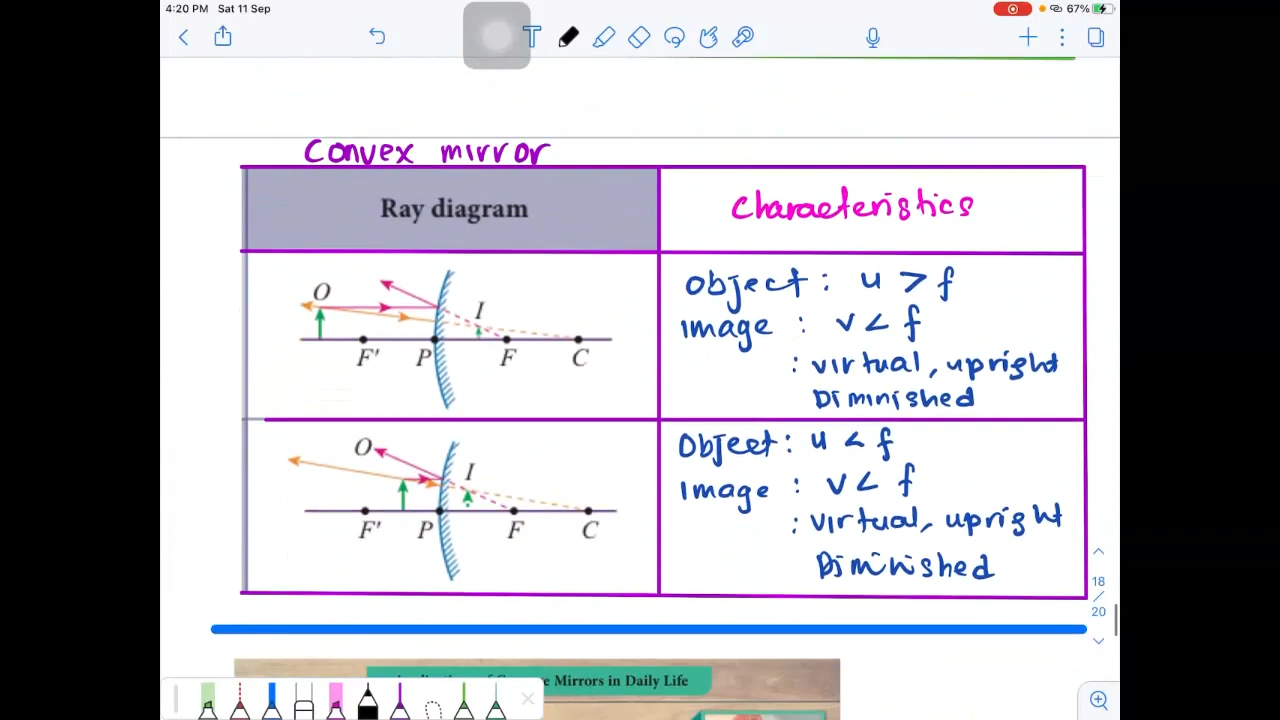 4:20 PM Sat 11 Sep
67%
T
Convex mirror
Ray diagram
Characteristics
O
I
F' P F C
Object : u > f
Image : v < f
: virtual, upright
Diminished
O
I
F' P F C
Object : u < f
Image : v < f
: virtual, upright
Diminished
18
/
20
Mirrors in Daily Life